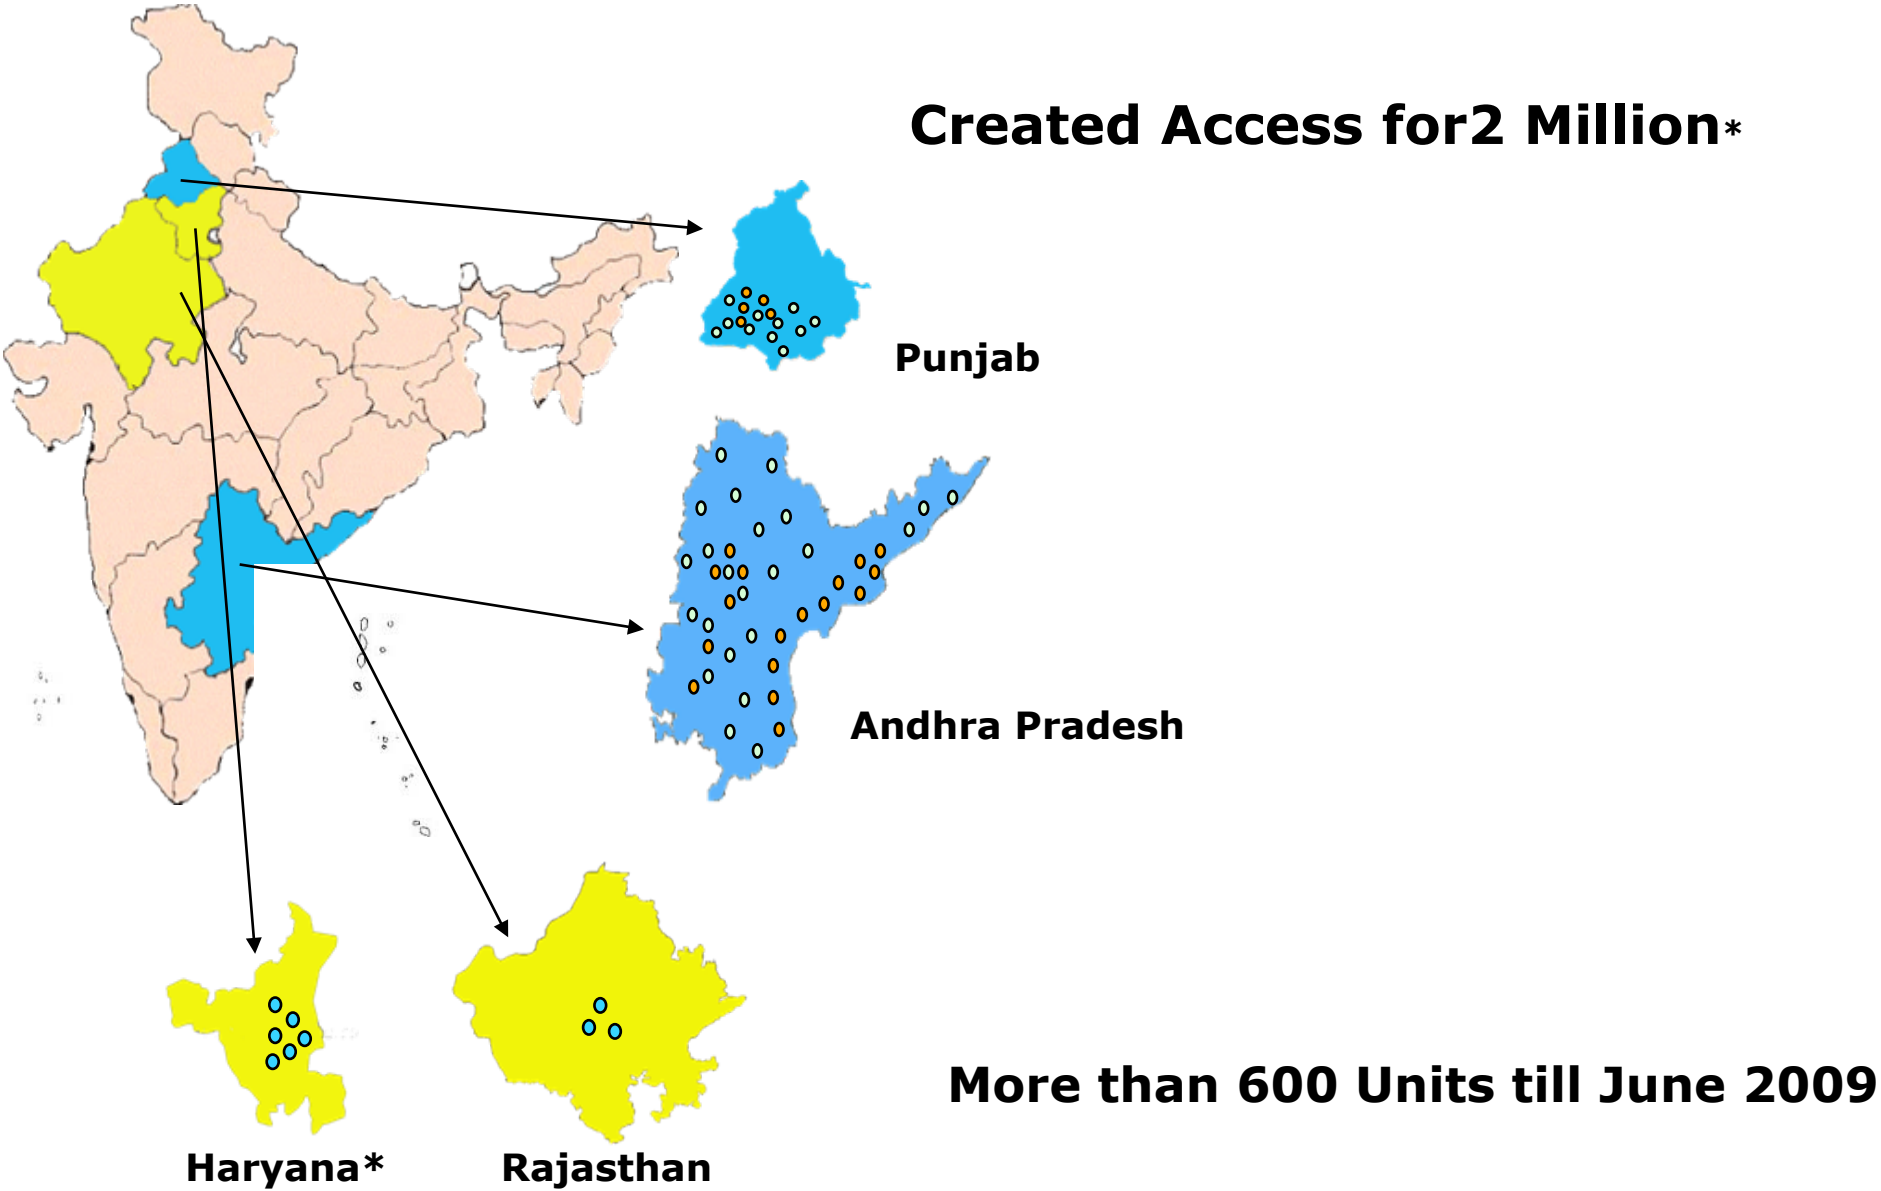 Created Access for2 Million*
Punjab
Andhra Pradesh
More than 600 Units till June 2009
Haryana*
Rajasthan